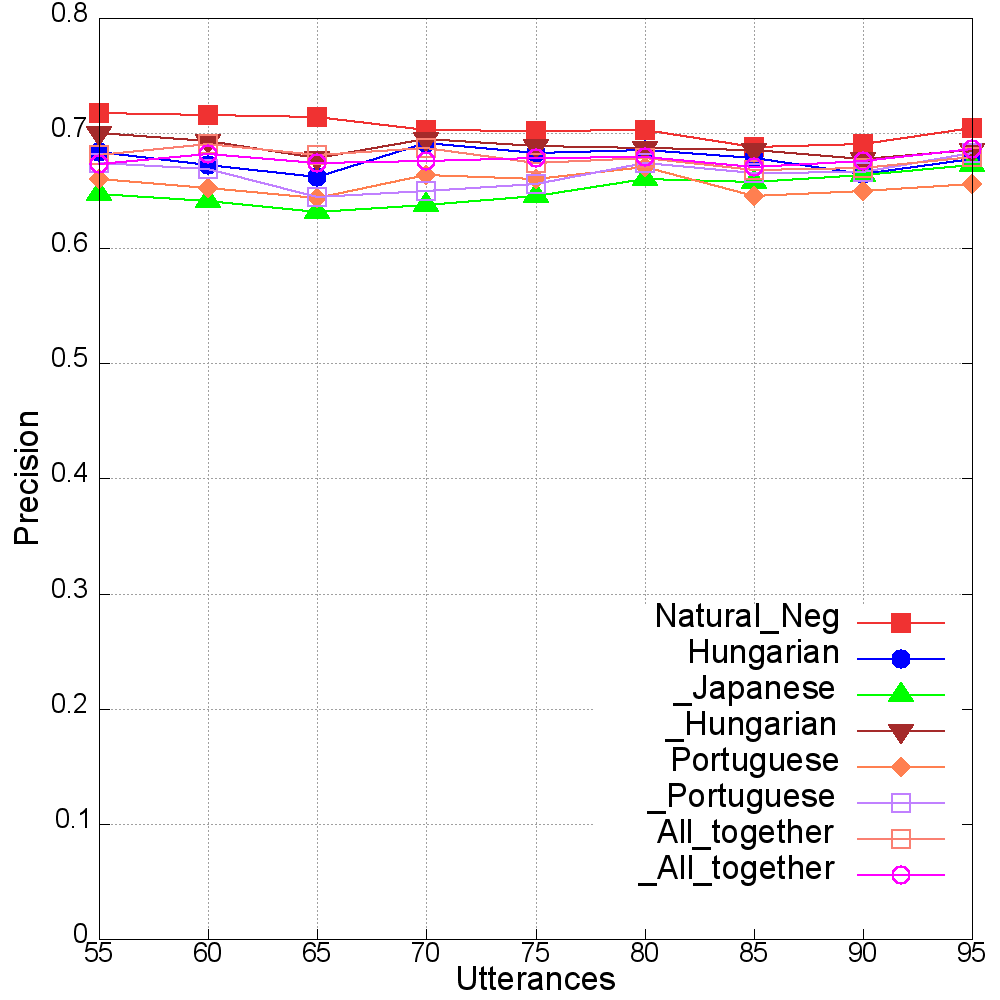 0.8
0.7
0.6
0.5
0.4
0.3
0.2
0.1
0
Precision
Natural_Neg
Hungarian
_Japanese
_Hungarian
Portuguese
_Portuguese
All_together
_All_together
55 60 65 70 75 80 85 90 95
Utterances